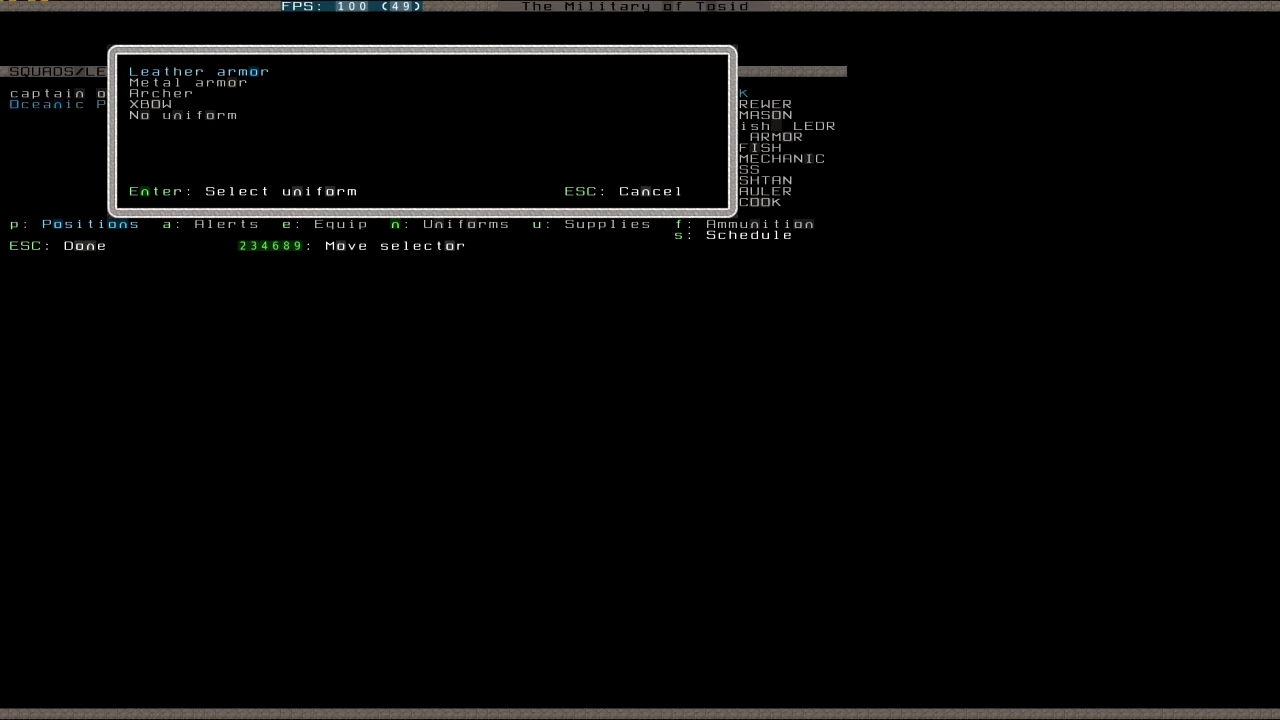 FPS: 100 (49) The Military of Tosid
SQUADS/LE
Leather armor
Metal armor
Archer
XBOW
No uniform
captain o
Oceanic P
K
REWER
MASON
ish LEDR
ARMOR
FISH
MECHANIC
SS
SHTAN
AULER
COOK
Enter: Select uniform ESC: Cancel
p: Positions a: Alerts e: Equip n: Uniforms u: Supplies f: Ammunition
s: Schedule
ESC: Done 234689: Move selector